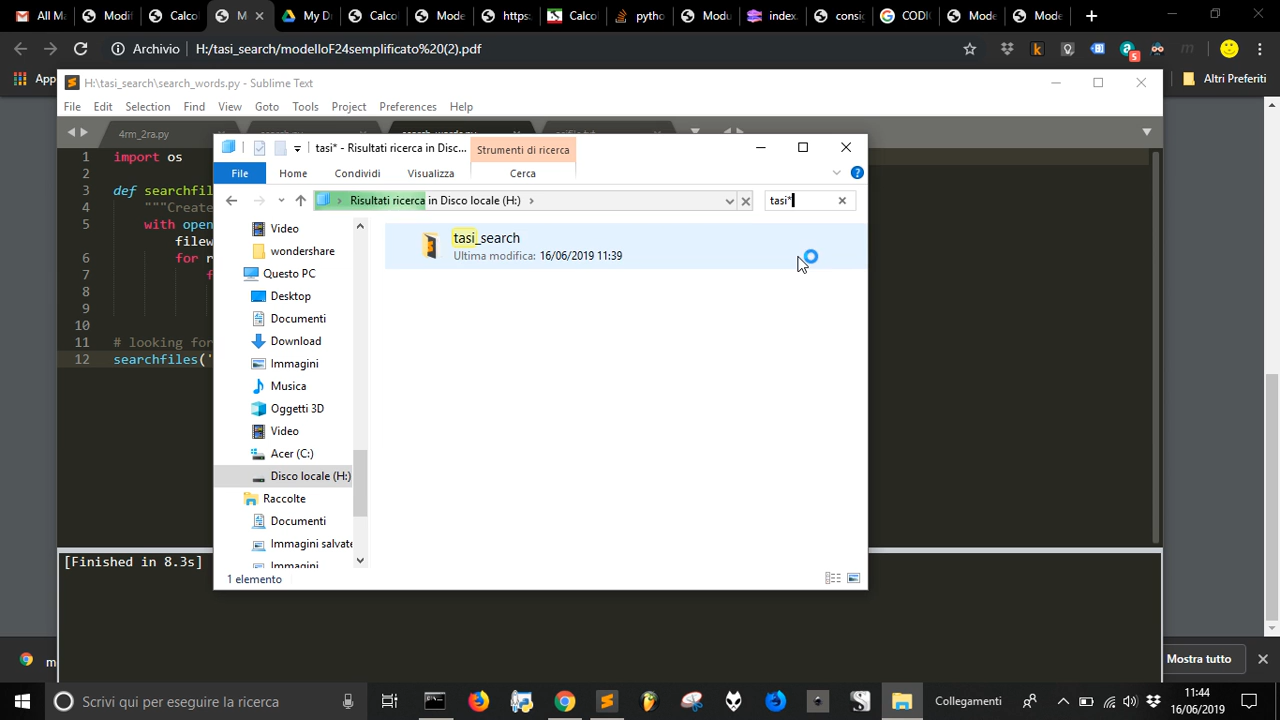 All Ma
Modif
Calco
M
My D
Calco
Mode
https:
Calco
pytho
Modu
index.
consig
CODI
Mode
Mode
Archivio
H:/tasi_search/modelloF24semplificato%20(2).pdf
App
Altri Preferiti
H:\tasi_search\search_words.py - Sublime Text
File Edit Selection Find View Goto Tools Project Preferences Help
4rm_2ra.py
1 import os
2
3 def searchfil
4 """Create
5 with open
filew
6 for r
7 f
8
9
10
11 # looking for
12 searchfiles('
[Finished in 8.3s]
tasi* - Risultati ricerca in Disc...
Strumenti di ricerca
File Home Condividi Visualizza Cerca
Risultati ricerca in Disco locale (H:)
tasi*
Video
wondershare
Questo PC
Desktop
Documenti
Download
Immagini
Musica
Oggetti 3D
Video
Acer (C:)
Disco locale (H:)
Raccolte
Documenti
Immagini salvate
Immagini
tasi_search
Ultima modifica: 16/06/2019 11:39
1 elemento
m
Mostra tutto
Scrivi qui per eseguire la ricerca
Collegamenti
11:44
16/06/2019